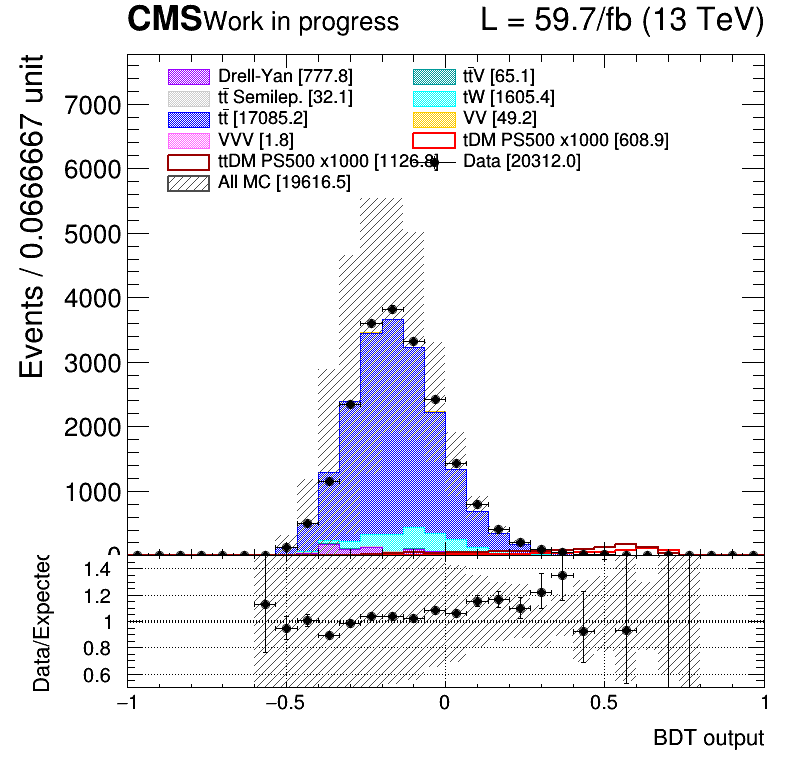 CMS Work in progress L = 59.7/fb (13 TeV)
Events / 0.0666667 unit
Drell-Yan [777.8]
tt̄V [65.1]
tt̄ Semilep. [32.1]
tW [1605.4]
tt̄ [17085.2]
VV [49.2]
VVV [1.8]
tDM PS500 x1000 [608.9]
ttDM PS500 x1000 [1126.8]
Data [20312.0]
All MC [19616.5]
7000
6000
5000
4000
3000
2000
1000
0
Data/Expected
1.4
1.2
1
0.8
0.6
−1 −0.5 0 0.5 1
BDT output